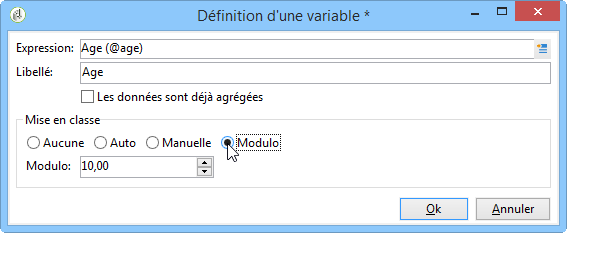 Définition d'une variable *
Expression: Age (@age)
Libellé: Age
Les données sont déjà agrégées
Mise en classe
Aucune Auto Manuelle Modulo
Modulo: 10,00
Ok Annuler